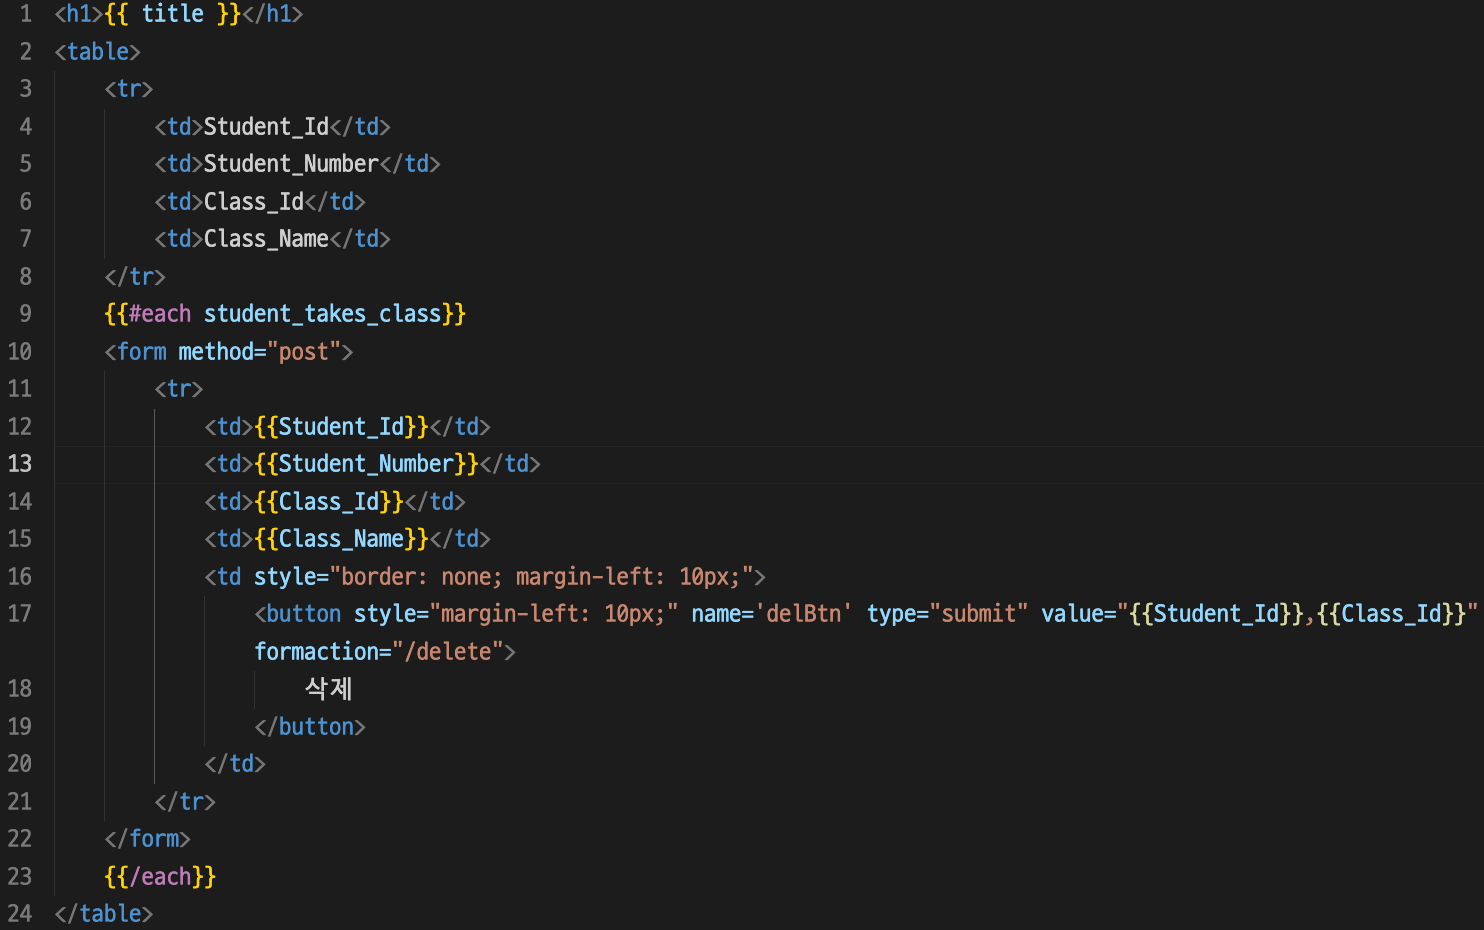 1 <h1>{{ title }}</h1>
2 <table>
3 <tr>
4 <td>Student_Id</td>
5 <td>Student_Number</td>
6 <td>Class_Id</td>
7 <td>Class_Name</td>
8 </tr>
9 {{#each student_takes_class}}
10 <form method="post">
11 <tr>
12 <td>{{Student_Id}}</td>
13 <td>{{Student_Number}}</td>
14 <td>{{Class_Id}}</td>
15 <td>{{Class_Name}}</td>
16 <td style="border: none; margin-left: 10px;">
17 <button style="margin-left: 10px;" name='delBtn' type="submit" value="{{Student_Id}},{{Class_Id}}"
formaction="/delete">
18 삭제
19 </button>
20 </td>
21 </tr>
22 </form>
23 {{/each}}
24 </table>